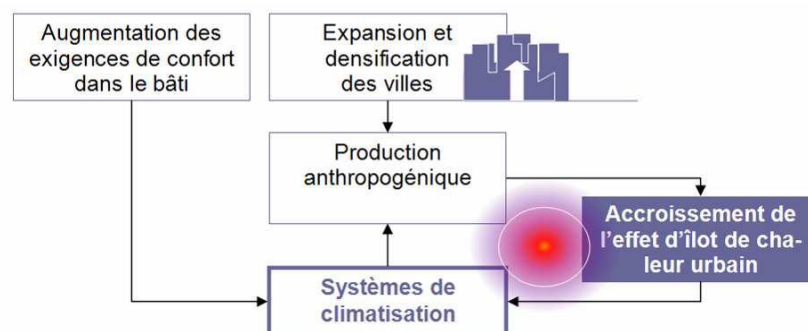 Augmentation des
exigences de confort
dans le bâti
Expansion et
densification
des villes
Production
anthropogénique
Accroissement de
l'effet d'îlot de cha-
leur urbain
Systèmes de
climatisation